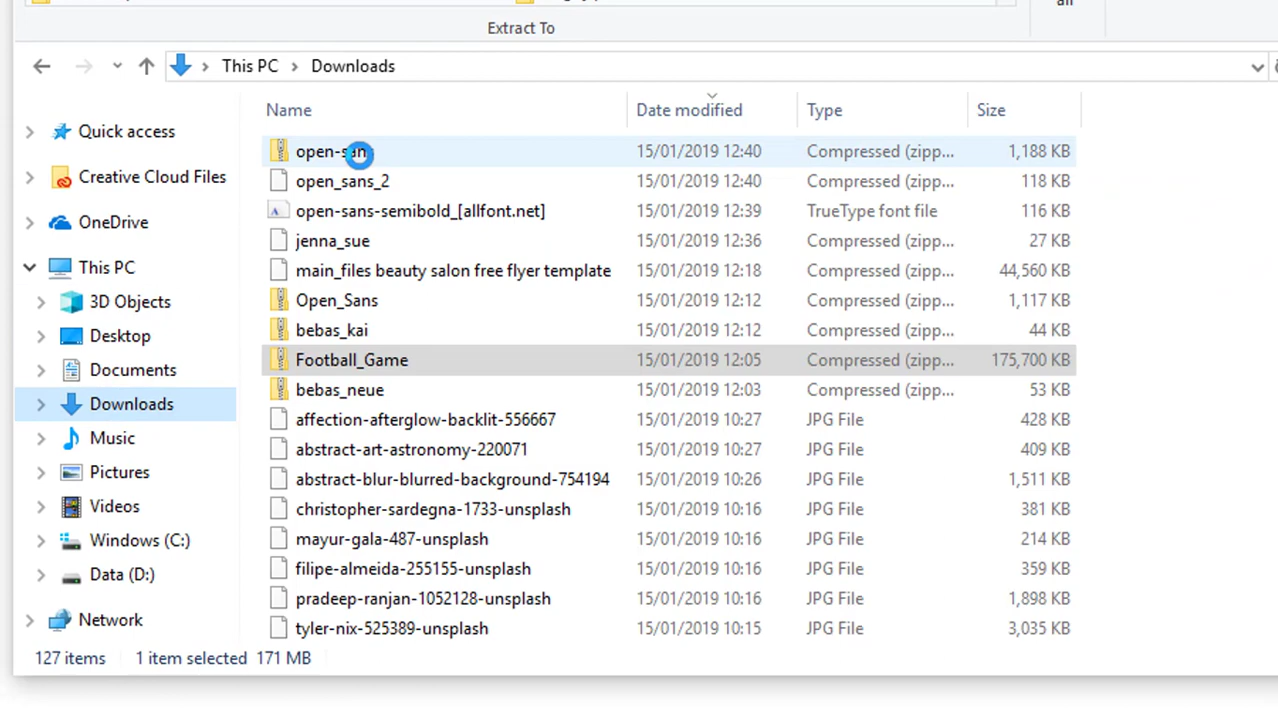 Extract To
This PC > Downloads
Name Date modified Type Size
Quick access
Creative Cloud Files
OneDrive
This PC
3D Objects
Desktop
Documents
Downloads
Music
Pictures
Videos
Windows (C:)
Data (D:)
Network
open-sans 15/01/2019 12:40 Compressed (zipp... 1,188 KB
open_sans_2 15/01/2019 12:40 Compressed (zipp... 118 KB
open-sans-semibold_[allfont.net] 15/01/2019 12:39 TrueType font file 116 KB
jenna_sue 15/01/2019 12:36 Compressed (zipp... 27 KB
main_files beauty salon free flyer template 15/01/2019 12:18 Compressed (zipp... 44,560 KB
Open_Sans 15/01/2019 12:12 Compressed (zipp... 1,117 KB
bebas_kai 15/01/2019 12:12 Compressed (zipp... 44 KB
Football_Game 15/01/2019 12:05 Compressed (zipp... 175,700 KB
bebas_neue 15/01/2019 12:03 Compressed (zipp... 53 KB
affection-afterglow-backlit-556667 15/01/2019 10:27 JPG File 428 KB
abstract-art-astronomy-220071 15/01/2019 10:27 JPG File 409 KB
abstract-blur-blurred-background-754194 15/01/2019 10:26 JPG File 1,511 KB
christopher-sardegna-1733-unsplash 15/01/2019 10:16 JPG File 381 KB
mayur-gala-487-unsplash 15/01/2019 10:16 JPG File 214 KB
filipe-almeida-255155-unsplash 15/01/2019 10:16 JPG File 359 KB
pradeep-ranjan-1052128-unsplash 15/01/2019 10:16 JPG File 1,898 KB
tyler-nix-525389-unsplash 15/01/2019 10:15 JPG File 3,035 KB
127 items 1 item selected 171 MB